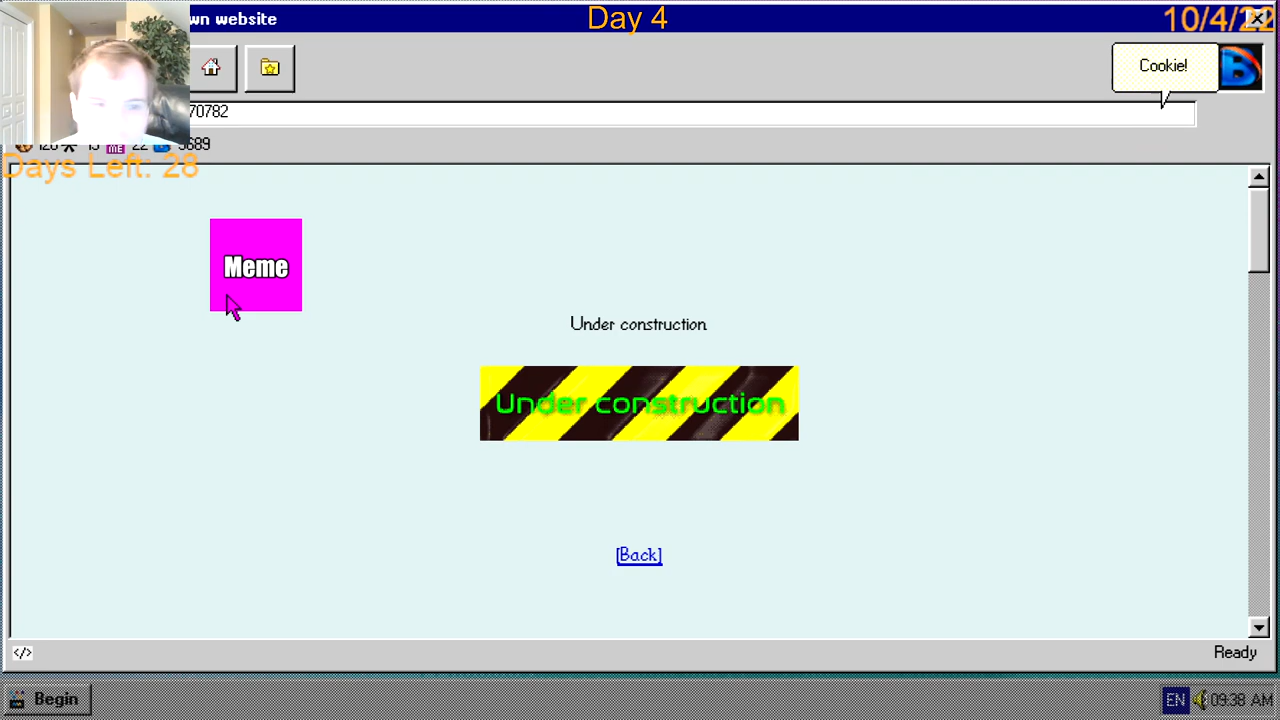 wn website
Day 4
10/4/22
Cookie!
70782
22
Days Left: 28
Meme
Under construction
Under construction
[Back]
</>
Ready
Begin
EN
09:38 AM